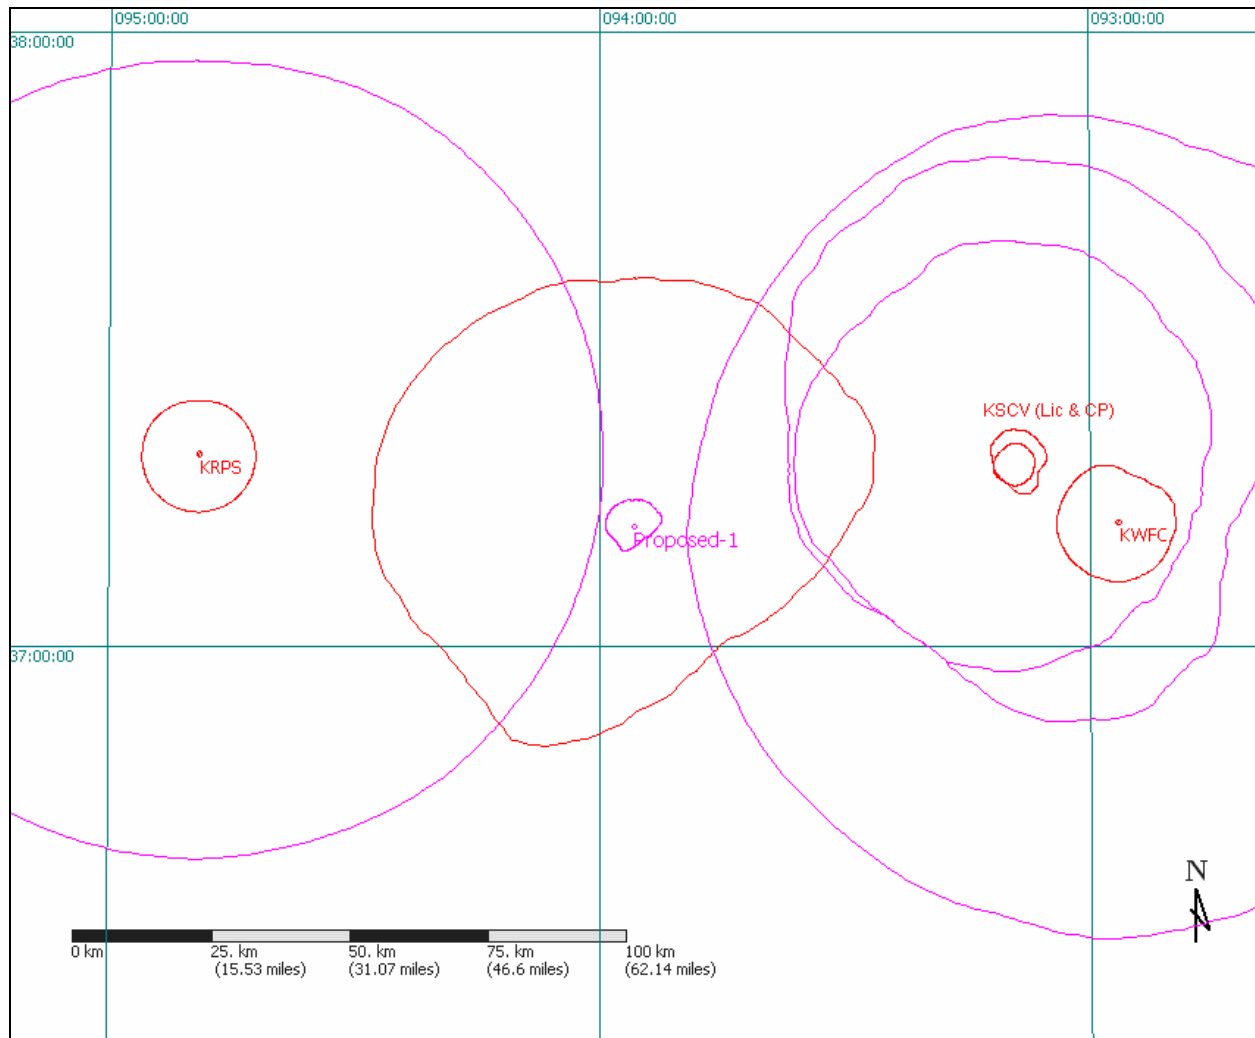 095:00:00
094:00:00
093:00:00
38:00:00
KSCV (Lic & CP)
KRPS
KWFC
Proposed-1
37:00:00
N
0 km
25. km
(15.53 miles)
50. km
(31.07 miles)
75. km
(46.6 miles)
100 km
(62.14 miles)